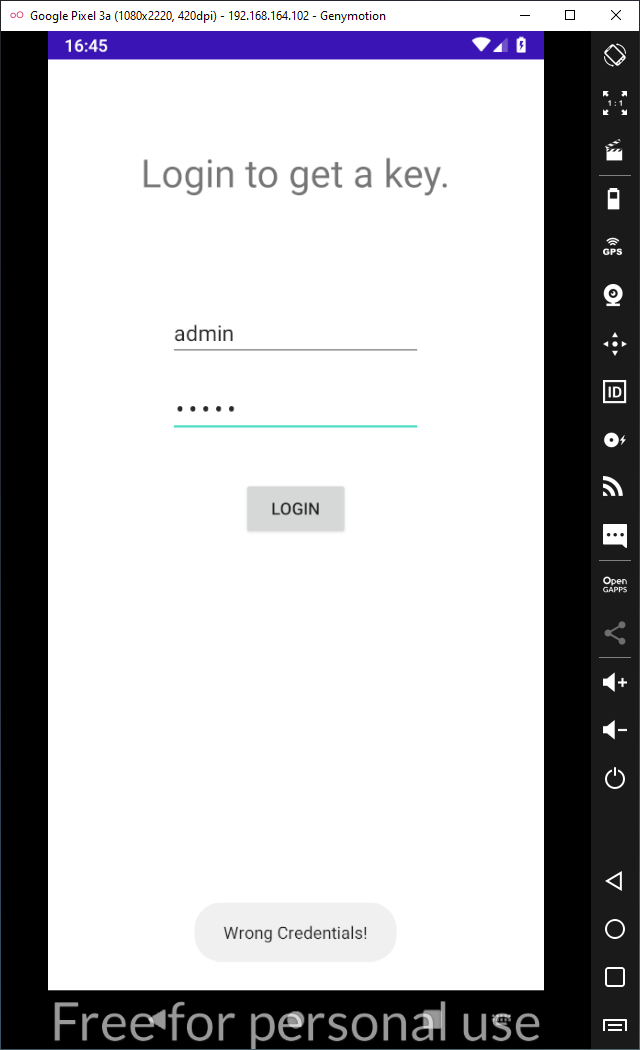 Google Pixel 3a (1080x2220, 420dpi) - 192.168.164.102 - Genymotion
16:45
1 : 1
Login to get a key.
GPS
admin
•••••
ID
LOGIN
Open
GAPPS
Wrong Credentials!
Free for personal use